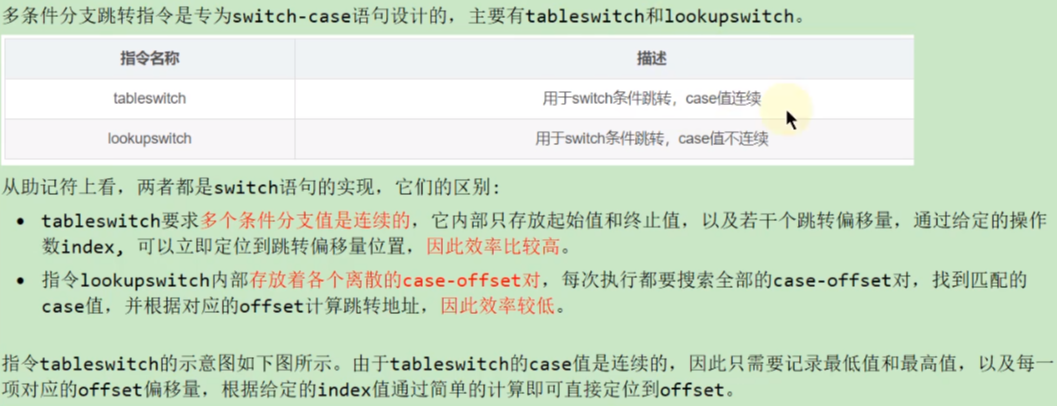 多条件分支跳转指令是专为switch-case语句设计的，主要有tableswitch和lookupswitch。
指令名称 描述
tableswitch 用于switch条件跳转，case值连续
lookupswitch 用于switch条件跳转，case值不连续
从助记符上看，两者都是switch语句的实现，它们的区别：
• tableswitch要求多个条件分支值是连续的，它内部只存放起始值和终止值，以及若干个跳转偏移量，通过给定的操作
数index，可以立即定位到跳转偏移量位置，因此效率比较高。
• 指令lookupswitch内部存放着各个离散的case-offset对，每次执行都要搜索全部的case-offset对，找到匹配的
case值，并根据对应的offset计算跳转地址，因此效率较低。
指令tableswitch的示意图如下图所示。由于tableswitch的case值是连续的，因此只需要记录最低值和最高值，以及每一
项对应的offset偏移量，根据给定的index值通过简单的计算即可直接定位到offset。